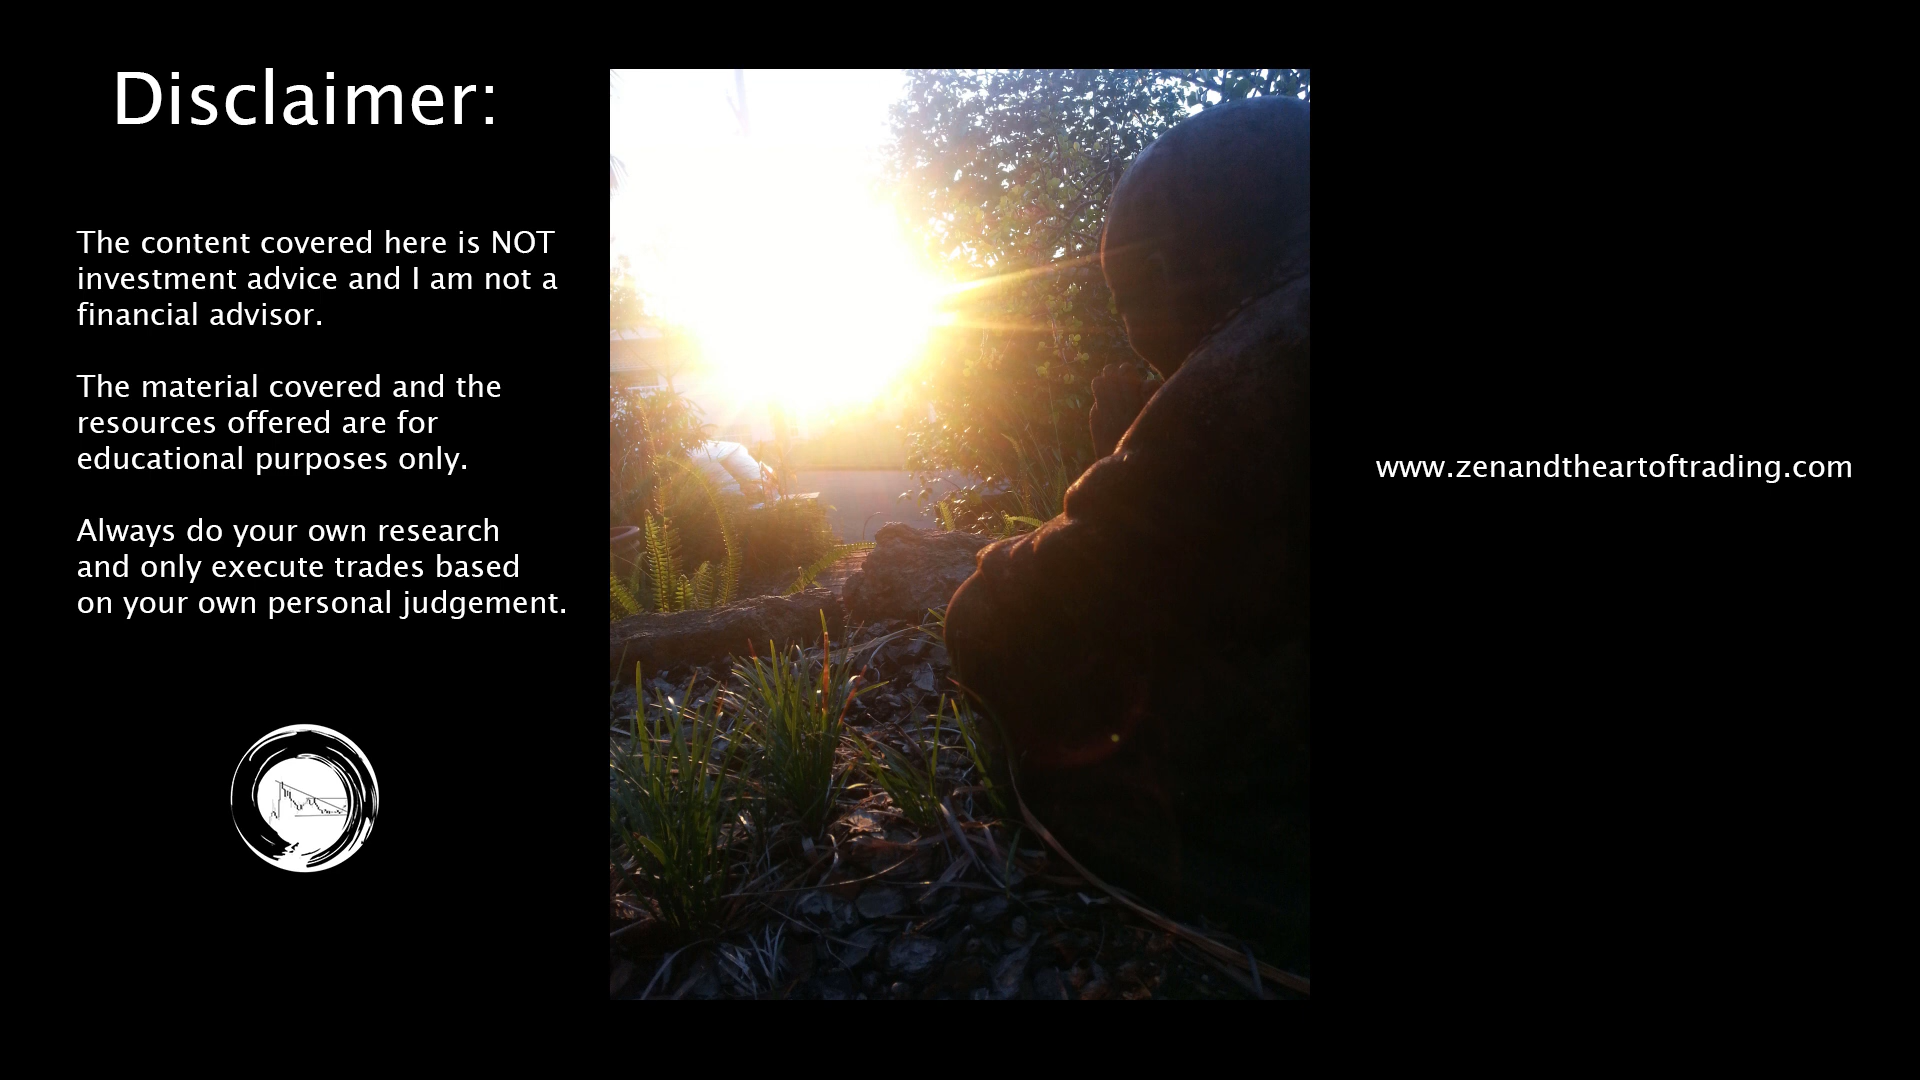 Disclaimer:
The content covered here is NOT
investment advice and I am not a
financial advisor.
The material covered and the
resources offered are for
educational purposes only.
Always do your own research
and only execute trades based
on your own personal judgement.
www.zenandtheartoftrading.com